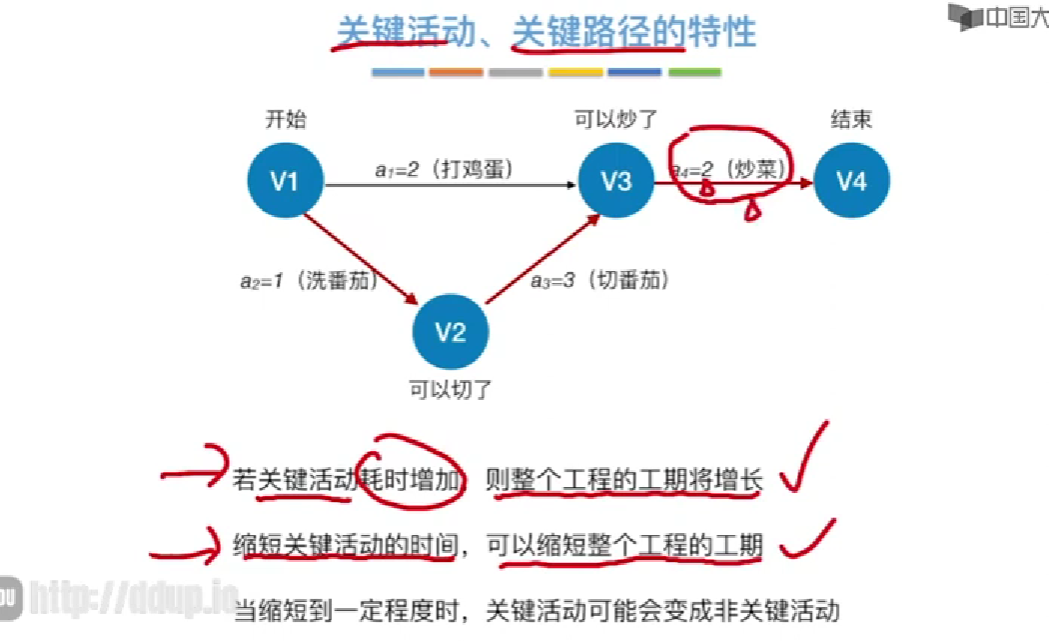 关键活动、关键路径的特性
中国大
开始
可以炒了
结束
V1
a₁=2（打鸡蛋）
V3
a₄=2（炒菜）
V4
a₂=1（洗番茄）
a₃=3（切番茄）
V2
可以切了
若关键活动耗时增加，则整个工程的工期将增长
缩短关键活动的时间，可以缩短整个工程的工期
http://ddup.io
当缩短到一定程度时，关键活动可能会变成非关键活动